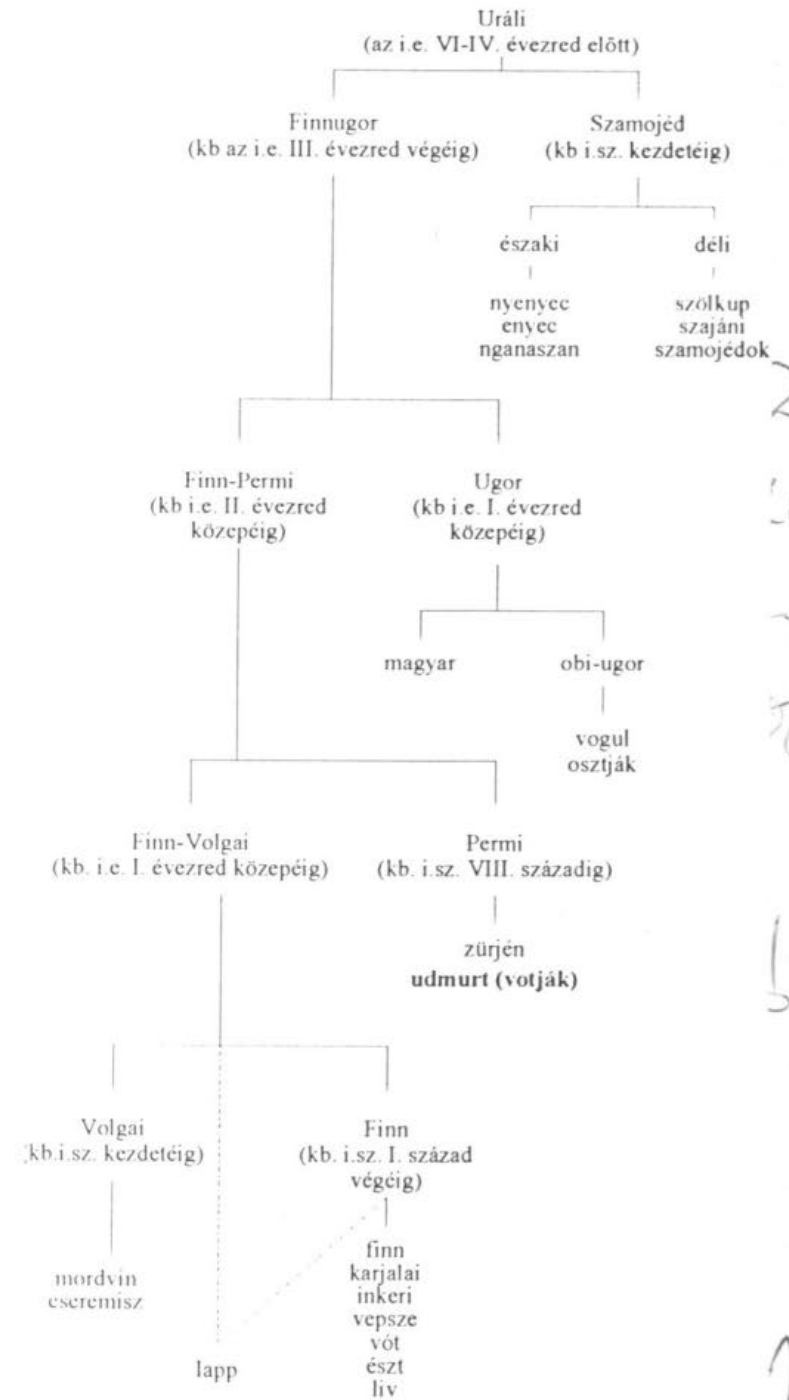 Uráli
(az i.e. VI-IV. évezred előtt)
Finnugor
(kb az i.e. III. évezred végéig)
Szamojéd
(kb i.sz. kezdetéig)
északi
déli
nyenyec
enyec
nganaszan
szölkup
szajáni
szamojédok
Finn-Permi
(kb i.e. II. évezred
közepéig)
Ugor
(kb i.e. I. évezred
közepéig)
magyar
obi-ugor
vogul
osztják
Finn-Volgai
(kb. i.e. I. évezred közepéig)
Permi
(kb. i.sz. VIII. századig)
zürjén
udmurt (votják)
Volgai
(kb.i.sz. kezdetéig)
Finn
(kb. i.sz. I. század
végéig)
mordvin
cseremisz
finn
karjalai
inkeri
vepsze
vót
észt
liv
lapp